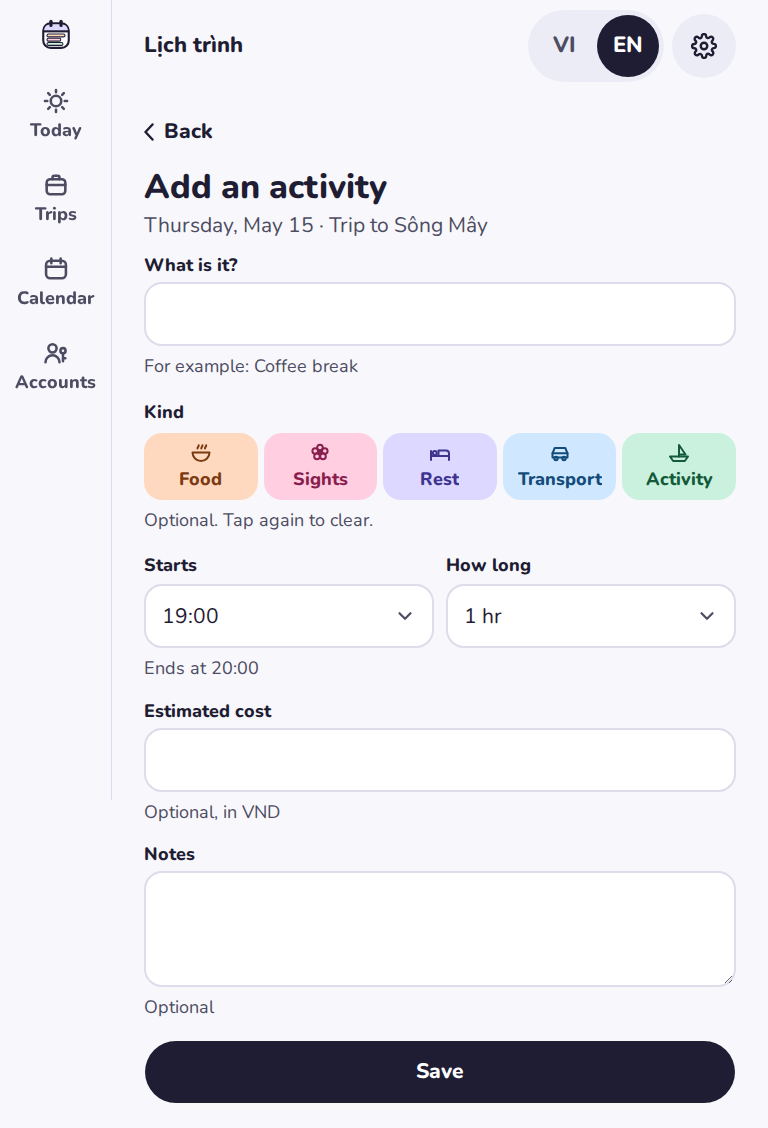 Lịch trình
VI
EN
Today
Trips
Calendar
Accounts
Back
Add an activity
Thursday, May 15 · Trip to Sông Mây
What is it?
For example: Coffee break
Kind
Food
Sights
Rest
Transport
Activity
Optional. Tap again to clear.
Starts
How long
19:00
1 hr
Ends at 20:00
Estimated cost
Optional, in VND
Notes
Optional
Save